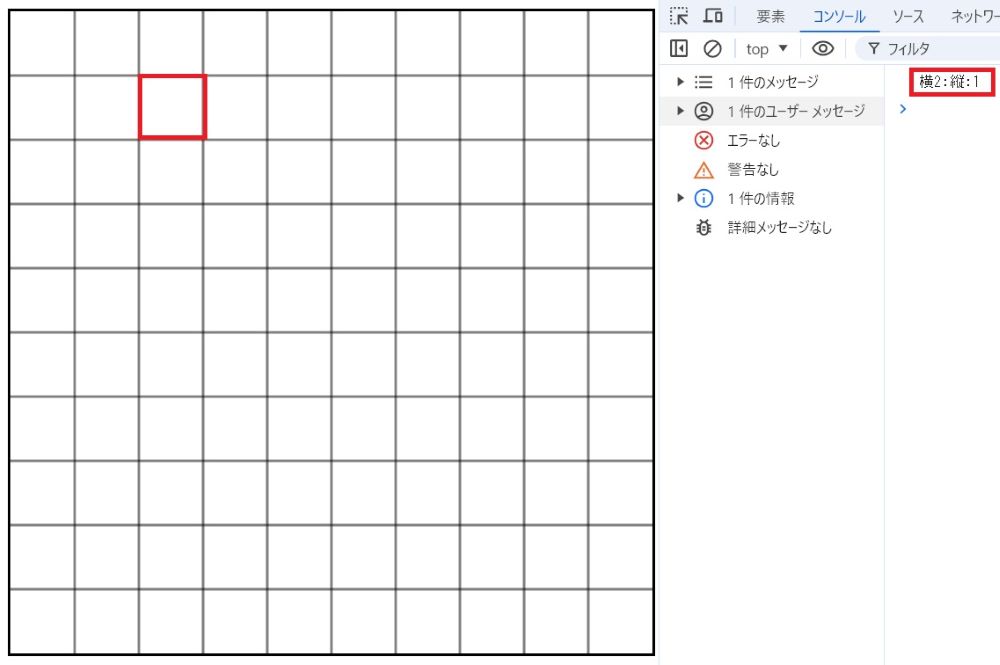 要素 コンソール ソース ネットワー
top フィルタ
1 件のメッセージ
横2:縦:1
1 件のユーザー メッセージ
エラーなし
警告なし
1 件の情報
詳細メッセージなし